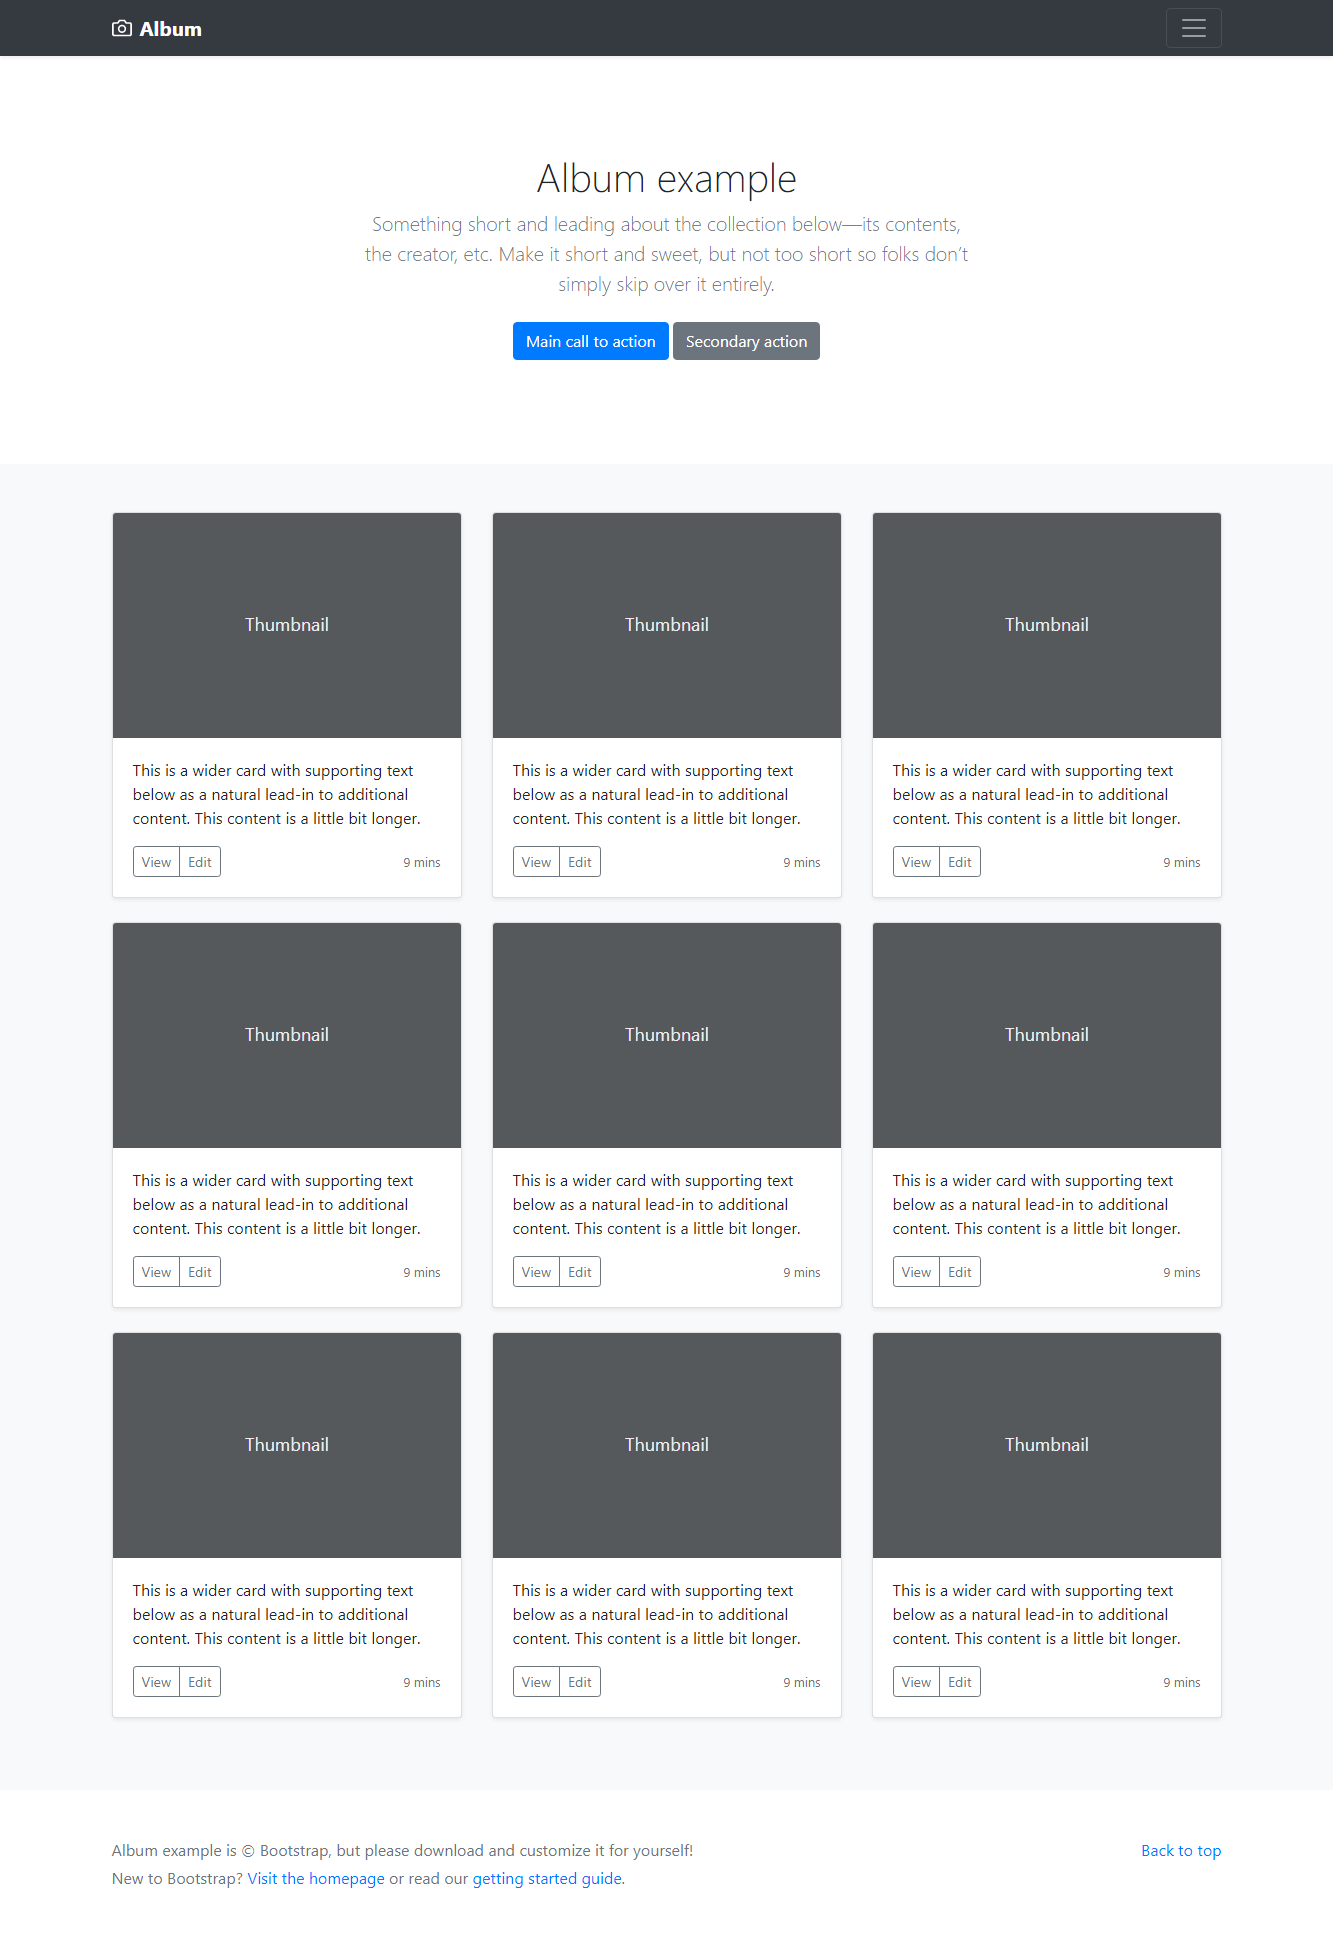 Album
Album example
Something short and leading about the collection below—its contents,
the creator, etc. Make it short and sweet, but not too short so folks don’t
simply skip over it entirely.
Main call to action
Secondary action
Thumbnail
This is a wider card with supporting text
below as a natural lead-in to additional
content. This content is a little bit longer.
View
Edit
9 mins
Thumbnail
This is a wider card with supporting text
below as a natural lead-in to additional
content. This content is a little bit longer.
View
Edit
9 mins
Thumbnail
This is a wider card with supporting text
below as a natural lead-in to additional
content. This content is a little bit longer.
View
Edit
9 mins
Thumbnail
This is a wider card with supporting text
below as a natural lead-in to additional
content. This content is a little bit longer.
View
Edit
9 mins
Thumbnail
This is a wider card with supporting text
below as a natural lead-in to additional
content. This content is a little bit longer.
View
Edit
9 mins
Thumbnail
This is a wider card with supporting text
below as a natural lead-in to additional
content. This content is a little bit longer.
View
Edit
9 mins
Thumbnail
This is a wider card with supporting text
below as a natural lead-in to additional
content. This content is a little bit longer.
View
Edit
9 mins
Thumbnail
This is a wider card with supporting text
below as a natural lead-in to additional
content. This content is a little bit longer.
View
Edit
9 mins
Thumbnail
This is a wider card with supporting text
below as a natural lead-in to additional
content. This content is a little bit longer.
View
Edit
9 mins
Album example is © Bootstrap, but please download and customize it for yourself!
Back to top
New to Bootstrap? Visit the homepage or read our getting started guide.